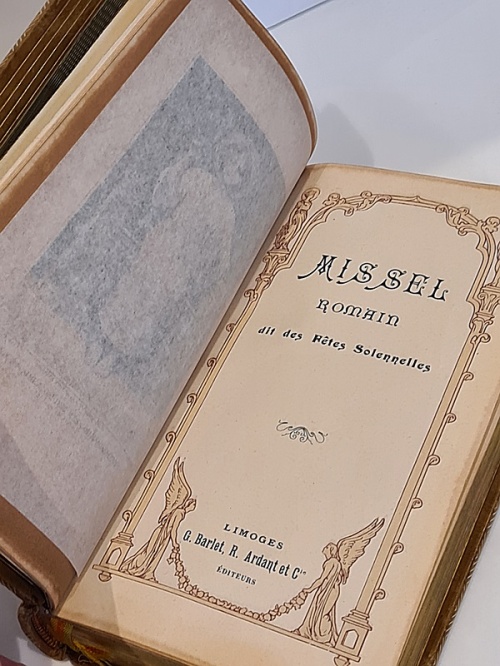 MISSEL
ROMAIN
dit des Fêtes Solennelles
LIMOGES
G. Barlet, R. Ardant et Cie
ÉDITEURS